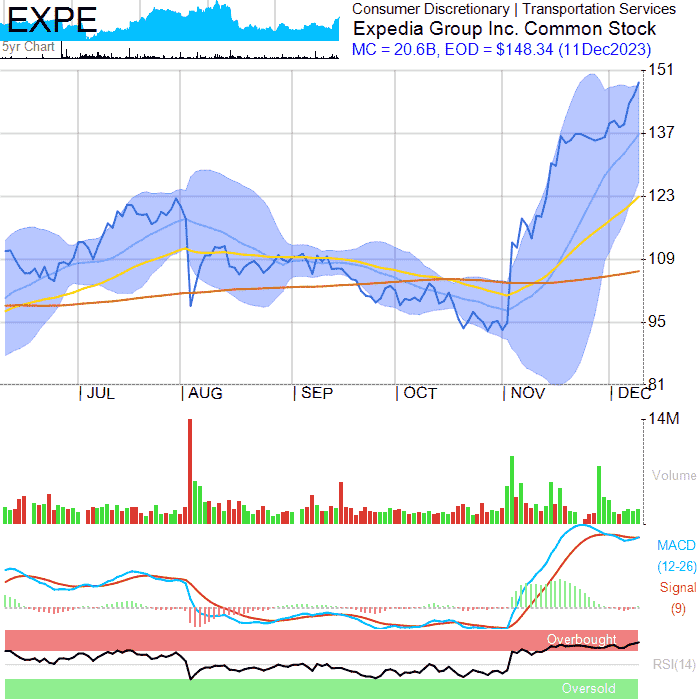 EXPE
5yr Chart
Consumer Discretionary | Transportation Services
Expedia Group Inc. Common Stock
MC = 20.6B, EOD = $148.34 (11Dec2023)
151
137
123
109
95
81
| JUL | AUG | SEP | OCT | NOV | DEC
14M
Volume
MACD
(12-26)
Signal
(9)
Overbought
RSI(14)
Oversold